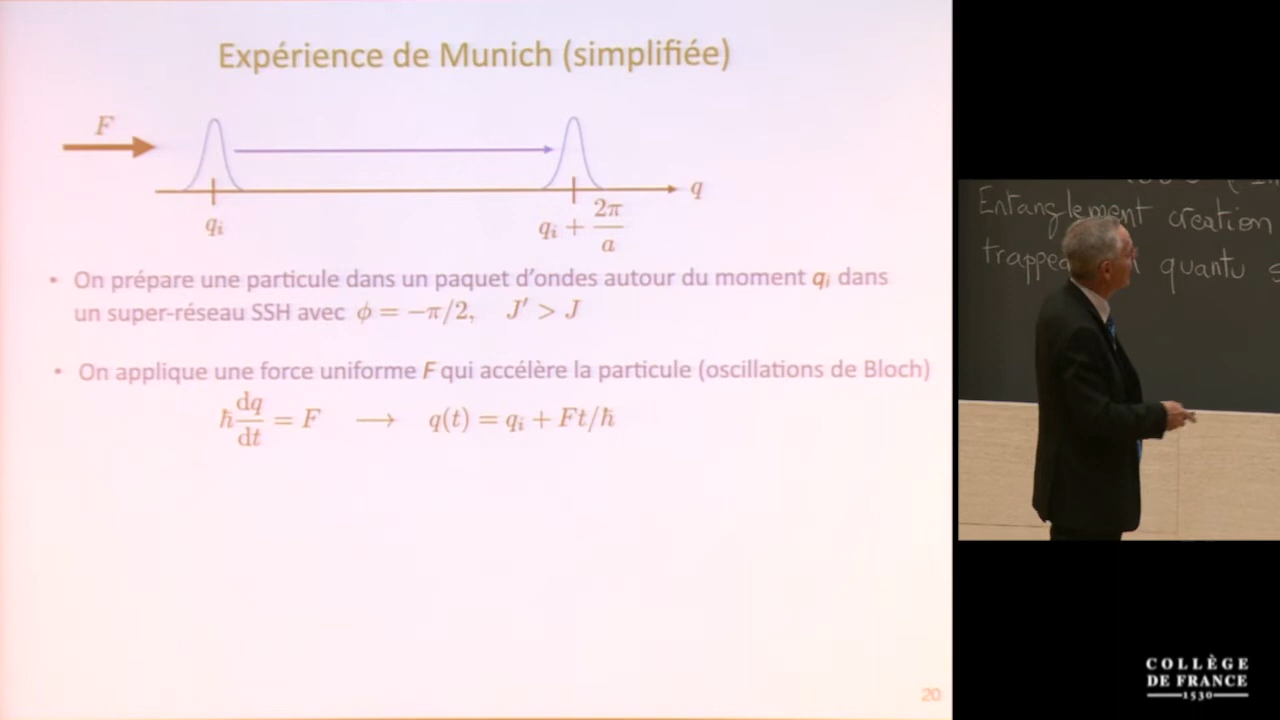 Expérience de Munich (simplifiée)
F
q
q_i
q_i + 2π/a
• On prépare une particule dans un paquet d'ondes autour du moment q_i dans
un super-réseau SSH avec ϕ = −π/2, J′ > J
• On applique une force uniforme F qui accélère la particule (oscillations de Bloch)
ħ dq/dt = F ⟶ q(t) = q_i + Ft/ħ
20
Entanglement creation
trapped quantu
COLLÈGE
DE FRANCE
1530